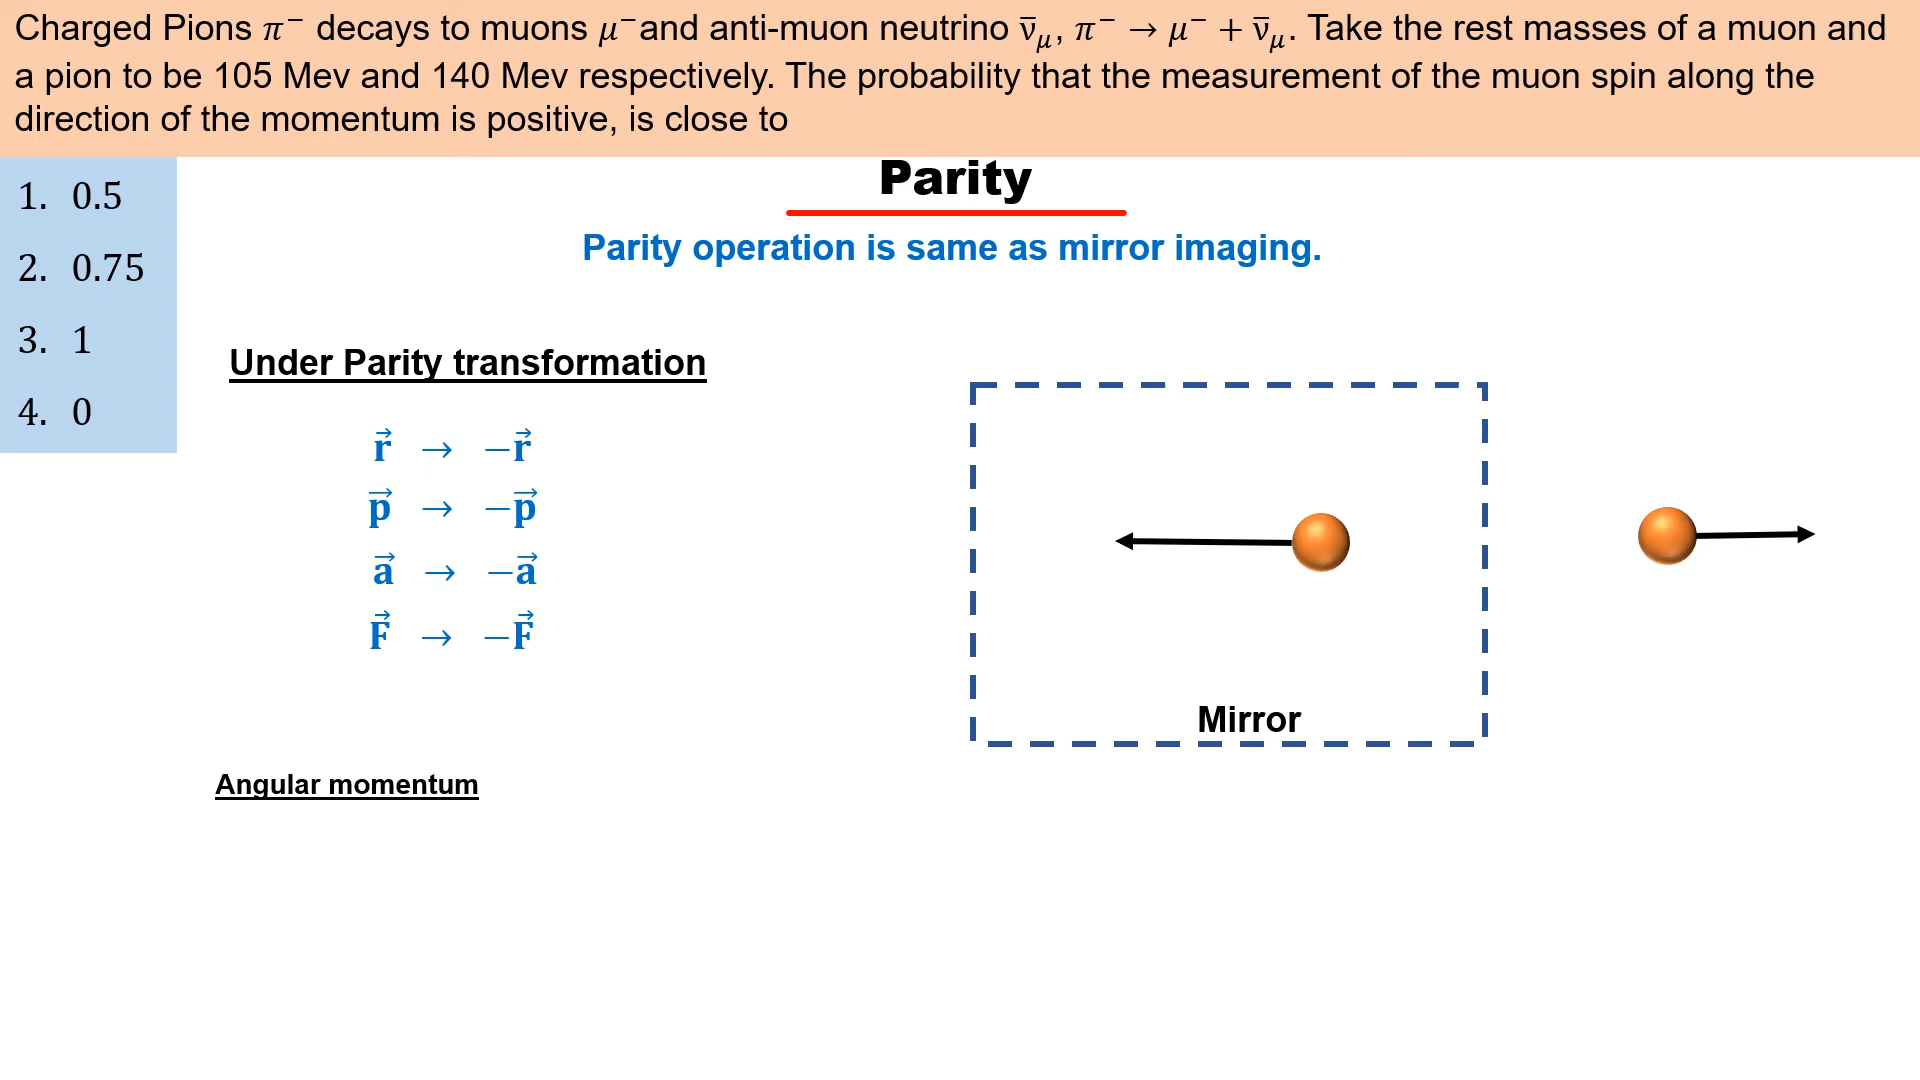 Charged Pions π⁻ decays to muons μ⁻and anti-muon neutrino ν̅_μ, π⁻ → μ⁻ + ν̅_μ. Take the rest masses of a muon and
a pion to be 105 Mev and 140 Mev respectively. The probability that the measurement of the muon spin along the
direction of the momentum is positive, is close to
1. 0.5
2. 0.75
3. 1
4. 0
Parity
Parity operation is same as mirror imaging.
Under Parity transformation
r⃗ → −r⃗
p⃗ → −p⃗
a⃗ → −a⃗
F⃗ → −F⃗
Mirror
Angular momentum